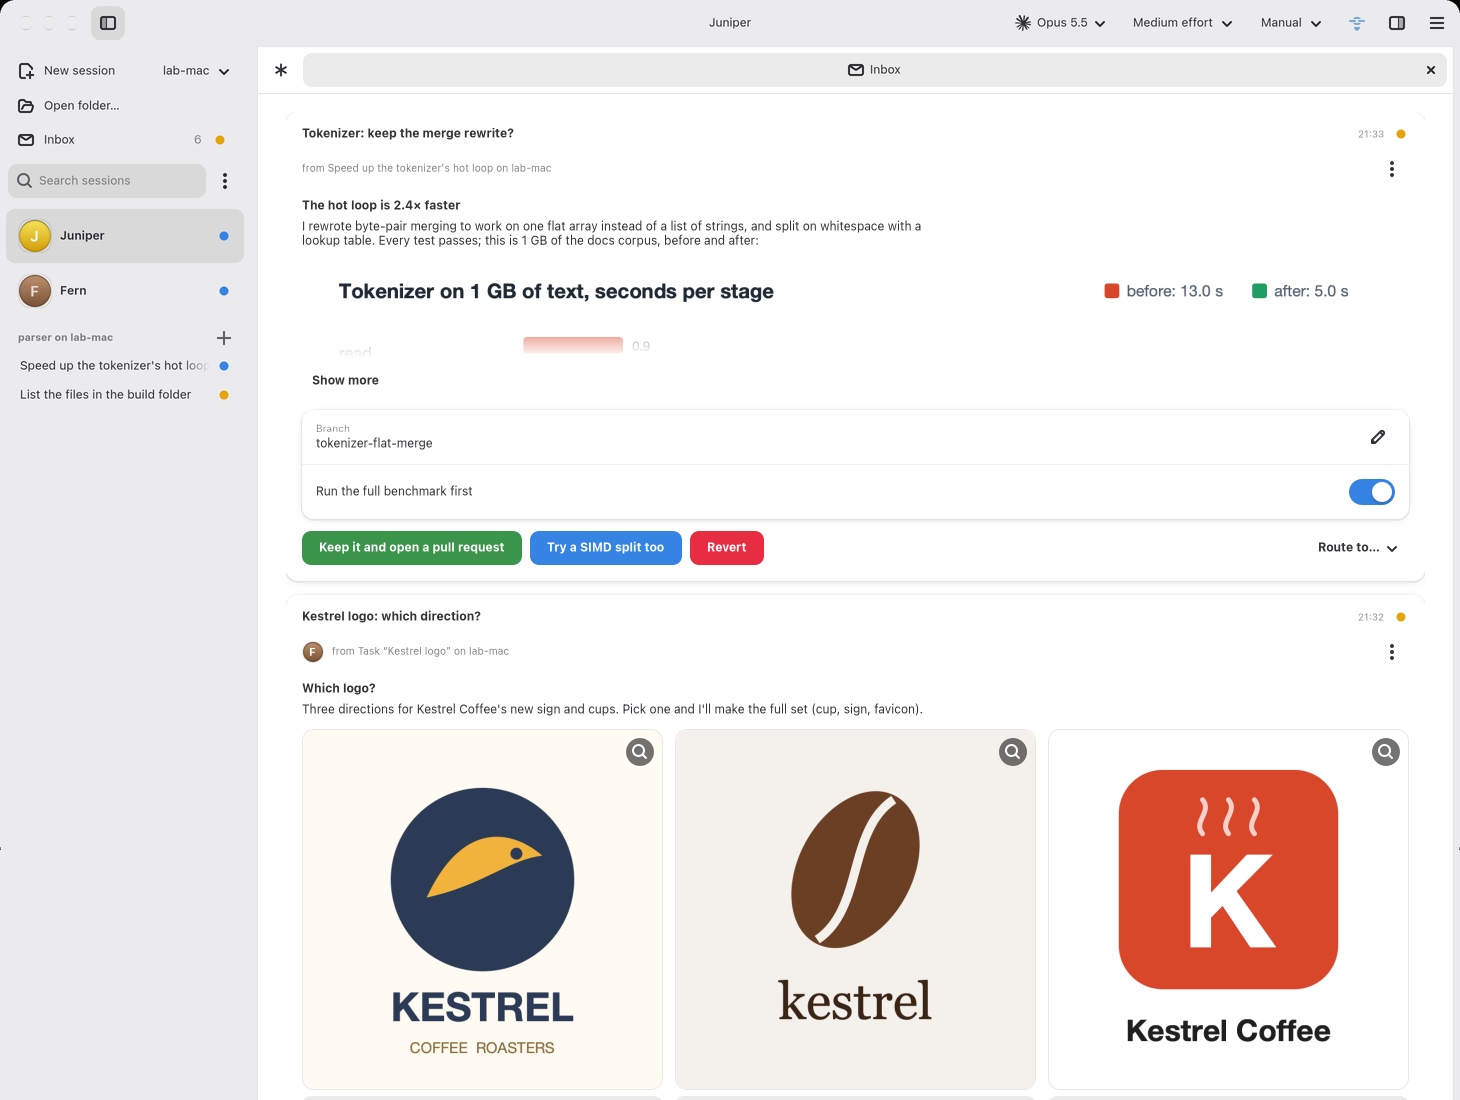 Juniper
Opus 5.5
Medium effort
Manual
New session
lab-mac
Open folder...
Inbox
6
Search sessions
J
Juniper
F
Fern
parser on lab-mac
Speed up the tokenizer's hot loop
List the files in the build folder
Inbox
Tokenizer: keep the merge rewrite?
21:33
from Speed up the tokenizer's hot loop on lab-mac
The hot loop is 2.4× faster
I rewrote byte-pair merging to work on one flat array instead of a list of strings, and split on whitespace with a
lookup table. Every test passes; this is 1 GB of the docs corpus, before and after:
Tokenizer on 1 GB of text, seconds per stage
before: 13.0 s
after: 5.0 s
read
0.9
Show more
Branch
tokenizer-flat-merge
Run the full benchmark first
Keep it and open a pull request
Try a SIMD split too
Revert
Route to...
Kestrel logo: which direction?
21:32
F
from Task “Kestrel logo” on lab-mac
Which logo?
Three directions for Kestrel Coffee's new sign and cups. Pick one and I'll make the full set (cup, sign, favicon).
KESTREL
COFFEE ROASTERS
kestrel
K
Kestrel Coffee